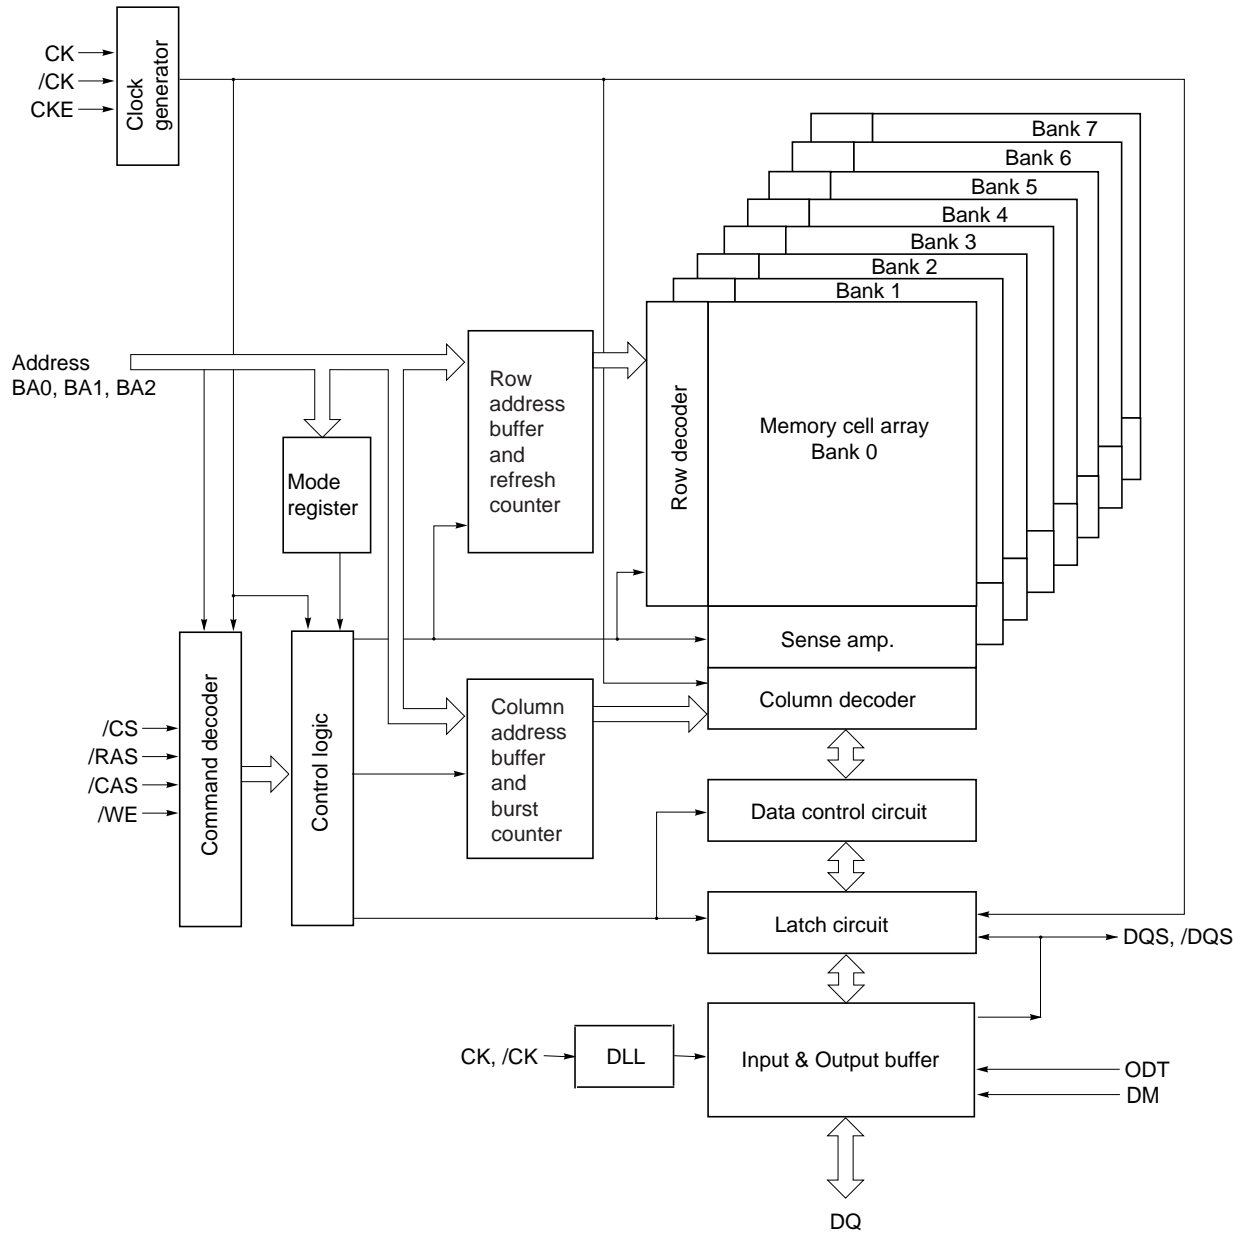 CK
/CK
CKE
Clock
generator
Bank 7
Bank 6
Bank 5
Bank 4
Bank 3
Bank 2
Bank 1
Address
BA0, BA1, BA2
Mode
register
Row
address
buffer
and
refresh
counter
Row decoder
Memory cell array
Bank 0
Sense amp.
Column decoder
/CS
/RAS
/CAS
/WE
Command decoder
Control logic
Column
address
buffer
and
burst
counter
Data control circuit
Latch circuit
DQS, /DQS
CK, /CK
DLL
Input & Output buffer
ODT
DM
DQ